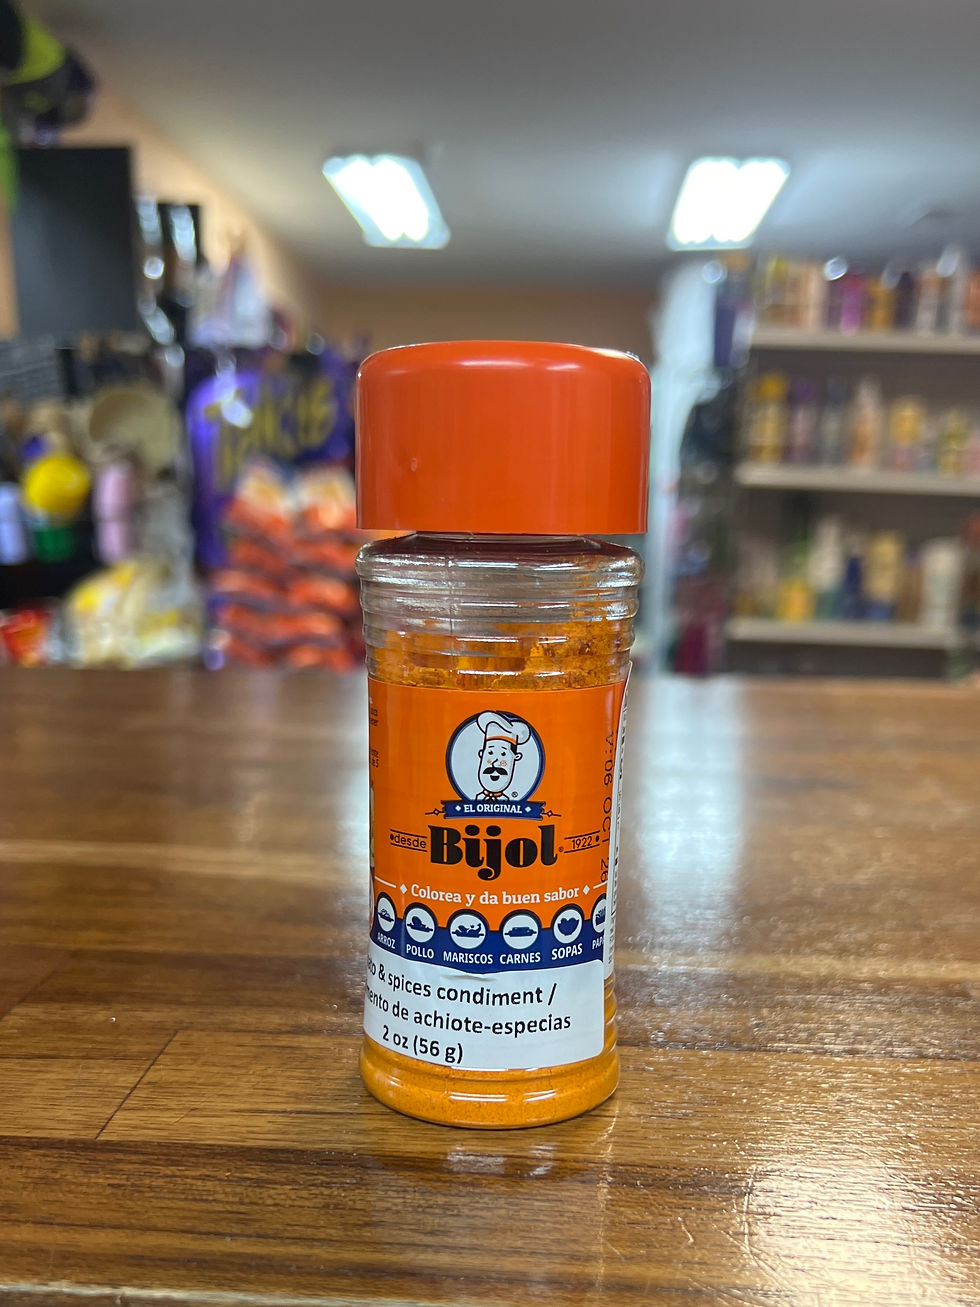 EL ORIGINAL
desde Bijol® 1922
Colorea y da buen sabor
ARROZ POLLO MARISCOS CARNES SOPAS PAP
& spices condiment /
de achiote-especias
2 oz (56 g)